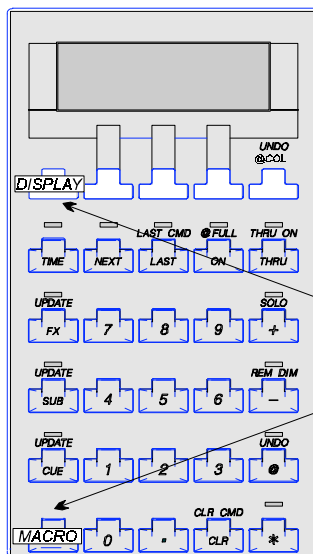 UNDO
@COL
DISPLAY
LAST CMD @FULL THRU ON
TIME NEXT LAST ON THRU
UPDATE SOLO
FX 7 8 9 +
UPDATE REM DIM
SUB 4 5 6 -
UPDATE UNDO
CUE 1 2 3 @
CLR CMD
MACRO 0 . CLR *